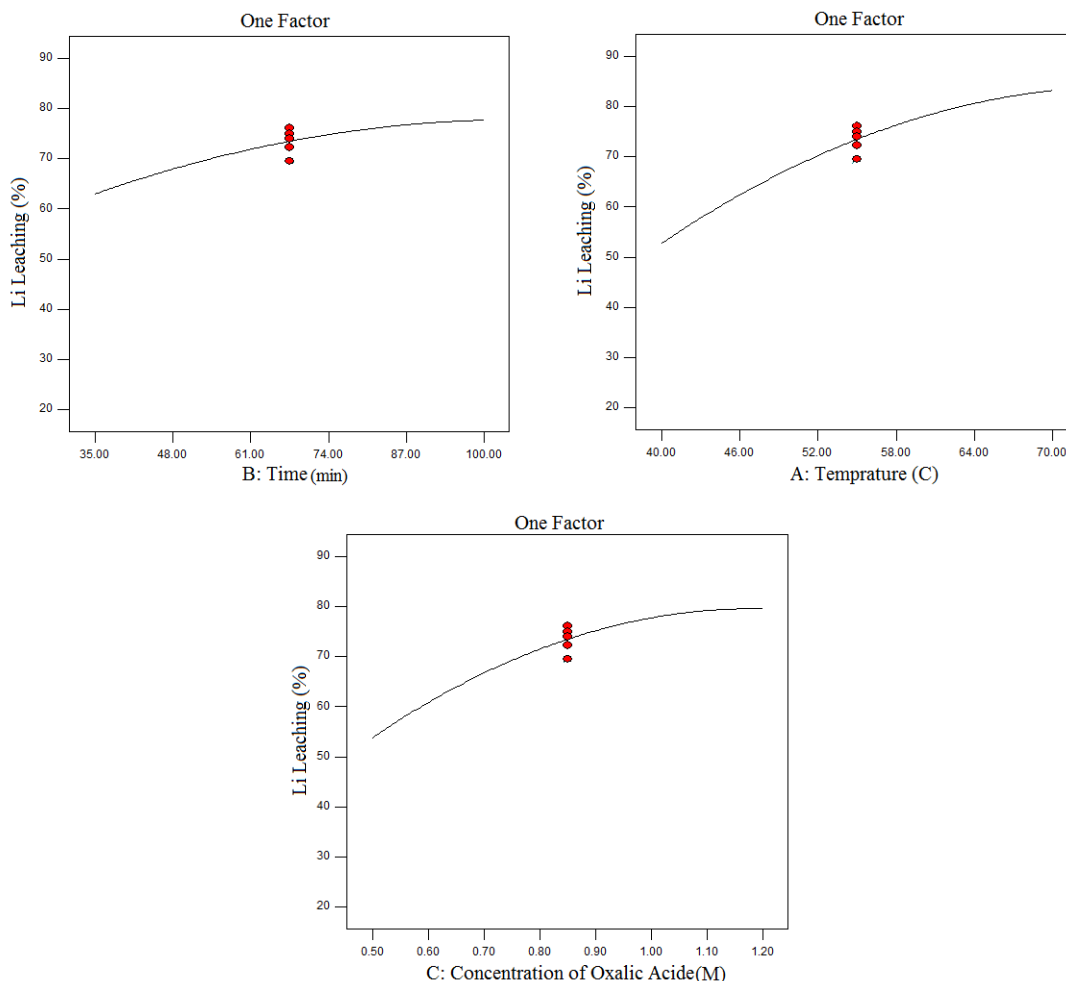 One Factor
90
80
70
60
50
40
30
20
Li Leaching (%)
35.00 48.00 61.00 74.00 87.00 100.00
B: Time (min)
One Factor
90
80
70
60
50
40
30
20
Li Leaching (%)
40.00 46.00 52.00 58.00 64.00 70.00
A: Temprature (C)
One Factor
90
80
70
60
50
40
30
20
Li Leaching (%)
0.50 0.60 0.70 0.80 0.90 1.00 1.10 1.20
C: Concentration of Oxalic Acide(M)